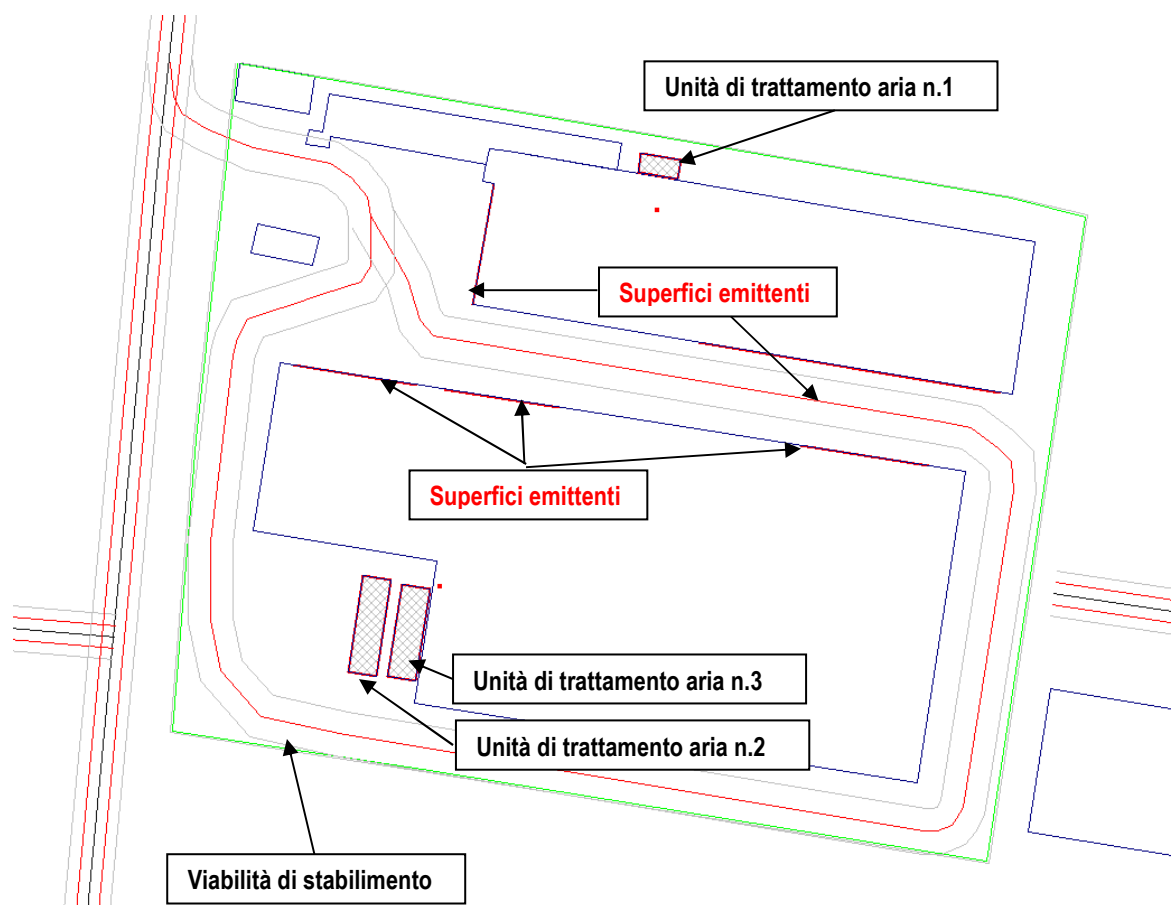 Unità di trattamento aria n.1
Superfici emittenti
Superfici emittenti
Unità di trattamento aria n.3
Unità di trattamento aria n.2
Viabilità di stabilimento